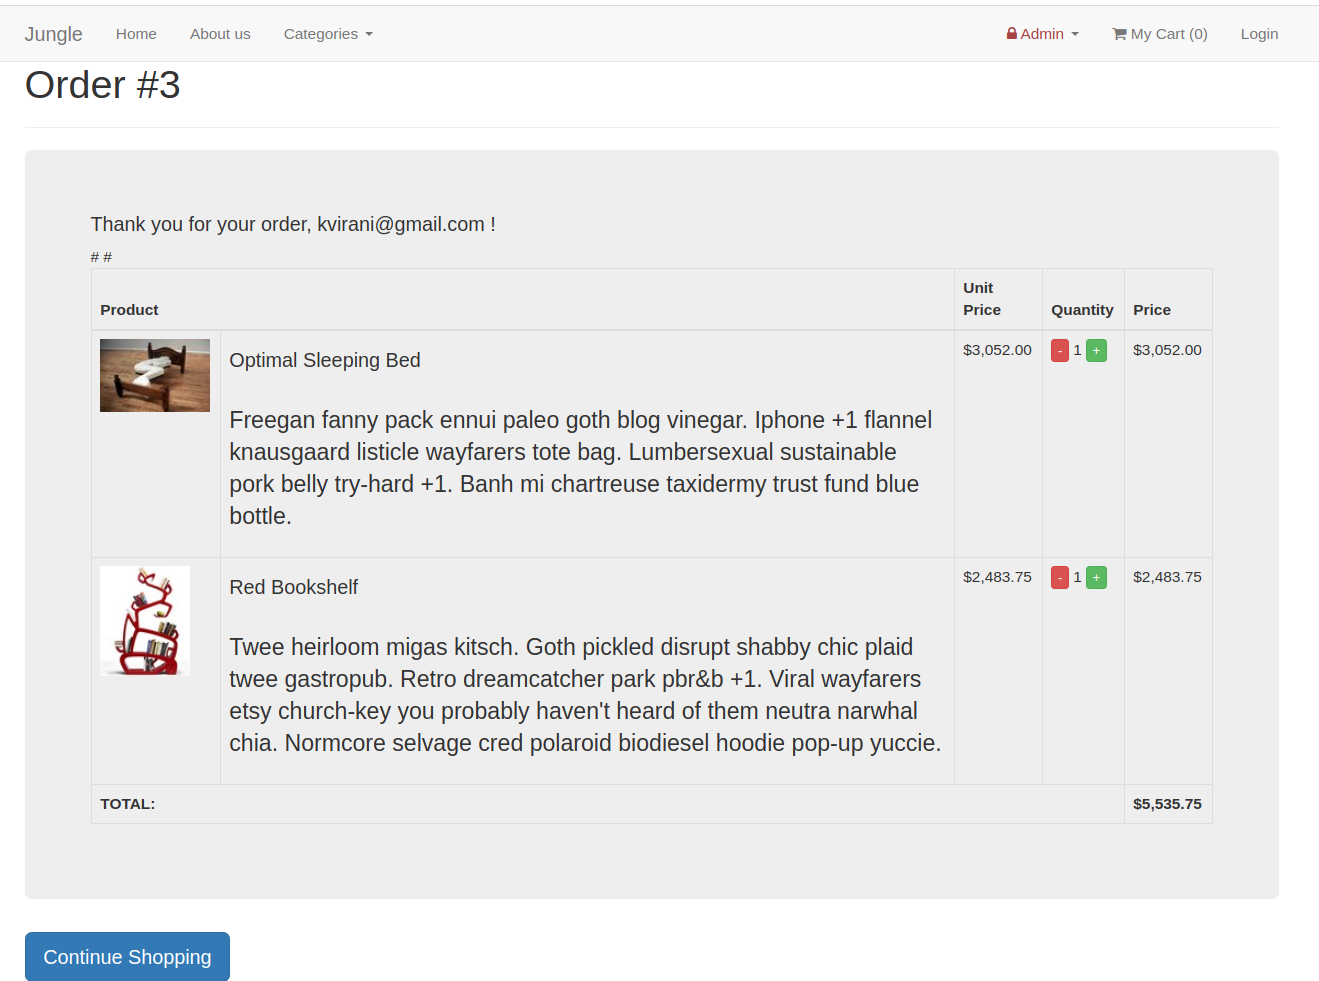 Jungle Home About us Categories Admin My Cart (0) Login
Order #3
Thank you for your order, kvirani@gmail.com !
# #
Product Unit Price Quantity Price
Optimal Sleeping Bed $3,052.00 - 1 + $3,052.00
Freegan fanny pack ennui paleo goth blog vinegar. Iphone +1 flannel
knausgaard listicle wayfarers tote bag. Lumbersexual sustainable
pork belly try-hard +1. Banh mi chartreuse taxidermy trust fund blue
bottle.
Red Bookshelf $2,483.75 - 1 + $2,483.75
Twee heirloom migas kitsch. Goth pickled disrupt shabby chic plaid
twee gastropub. Retro dreamcatcher park pbr&b +1. Viral wayfarers
etsy church-key you probably haven't heard of them neutra narwhal
chia. Normcore selvage cred polaroid biodiesel hoodie pop-up yuccie.
TOTAL: $5,535.75
Continue Shopping